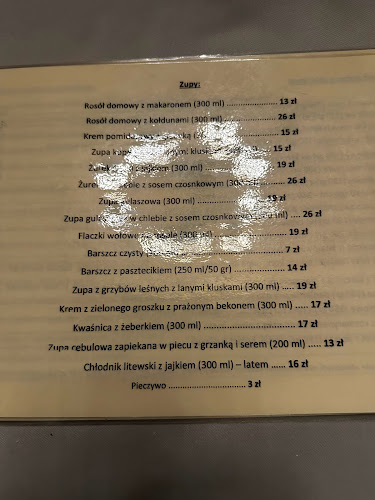 Zupy:
Rosół domowy z makaronem (300 ml) ........................ 13 zł
Rosół domowy z kołdunami (300 ml) ........................ 26 zł
Krem 15 zł
Zupa kluski 15 zł
Żurek z jajkiem (300 ml) 19 zł
Żurek z sosem czosnkowym 26 zł
Zupa gulaszowa (300 ml) 19 zł
Zupa w chlebie z sosem czosnkowym ml) .... 26 zł
Flaczki wołowe 19 zł
Barszcz czysty 7 zł
Barszcz z pasztecikiem (250 ml/50 gr) ........................ 14 zł
Zupa z grzybów leśnych z lanymi kluskami (300 ml) .... 19 zł
Krem z zielonego groszku z prażonym bekonem (300 ml) .... 17 zł
Kwaśnica z żeberkiem (300 ml) ........................ 17 zł
Zupa cebulowa zapiekana w piecu z grzanką i serem (200 ml) ..... 13 zł
Chłodnik litewski z jajkiem (300 ml) – latem ...... 16 zł
Pieczywo ..................... 3 zł